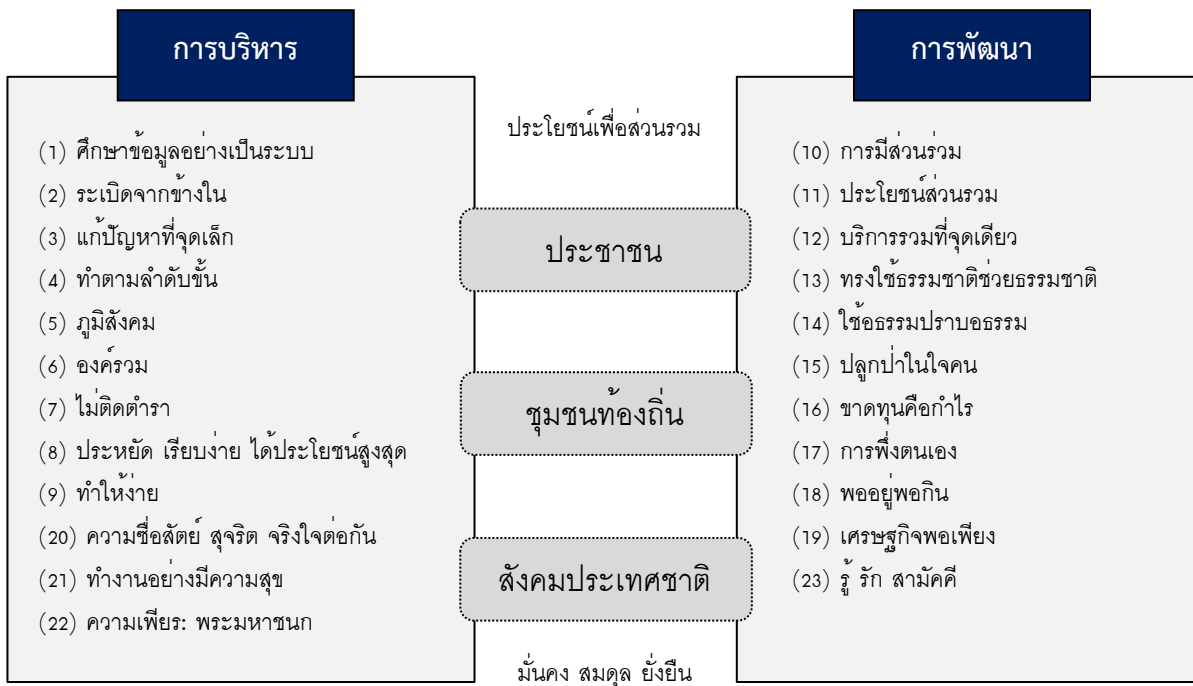 การบริหาร
(1) ศึกษาข้อมูลอย่างเป็นระบบ
(2) ระเบิดจากข้างใน
(3) แก้ปัญหาที่จุดเล็ก
(4) ทำตามลำดับขั้น
(5) ภูมิสังคม
(6) องค์รวม
(7) ไม่ติดตำรา
(8) ประหยัด เรียบง่าย ได้ประโยชน์สูงสุด
(9) ทำให้ง่าย
(20) ความซื่อสัตย์ สุจริต จริงใจต่อกัน
(21) ทำงานอย่างมีความสุข
(22) ความเพียร: พระมหาชนก
ประโยชน์เพื่อส่วนรวม
ประชาชน
ชุมชนท้องถิ่น
สังคมประเทศชาติ
มั่นคง สมดุล ยั่งยืน
การพัฒนา
(10) การมีส่วนร่วม
(11) ประโยชน์ส่วนรวม
(12) บริการรวมที่จุดเดียว
(13) ทรงใช้ธรรมชาติช่วยธรรมชาติ
(14) ใช้อธรรมปราบอธรรม
(15) ปลูกป่าในใจคน
(16) ขาดทุนคือกำไร
(17) การพึ่งตนเอง
(18) พออยู่พอกิน
(19) เศรษฐกิจพอเพียง
(23) รู้ รัก สามัคคี